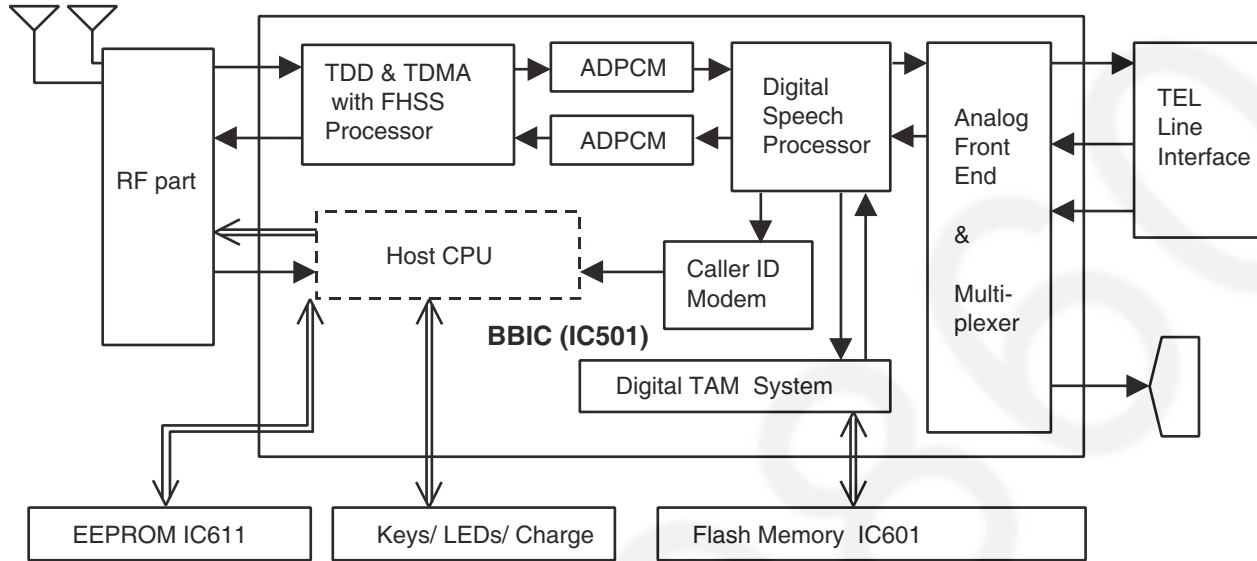 TDD & TDMA
with FHSS
Processor
ADPCM
ADPCM
Digital
Speech
Processor
Analog
Front
End
&
Multi-
plexer
TEL
Line
Interface
RF part
Host CPU
Caller ID
Modem
BBIC (IC501)
Digital TAM System
EEPROM IC611
Keys/ LEDs/ Charge
Flash Memory IC601